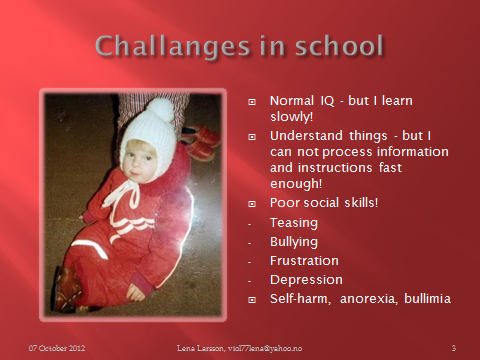 Challanges in school
Normal IQ - but I learn
slowly!
Understand things - but I
can not process information
and instructions fast
enough!
Poor social skills!
- Teasing
- Bullying
- Frustration
- Depression
Self-harm, anorexia, bullimia
07 October 2012
Lena Larsson, viol77lena@yahoo.no
3